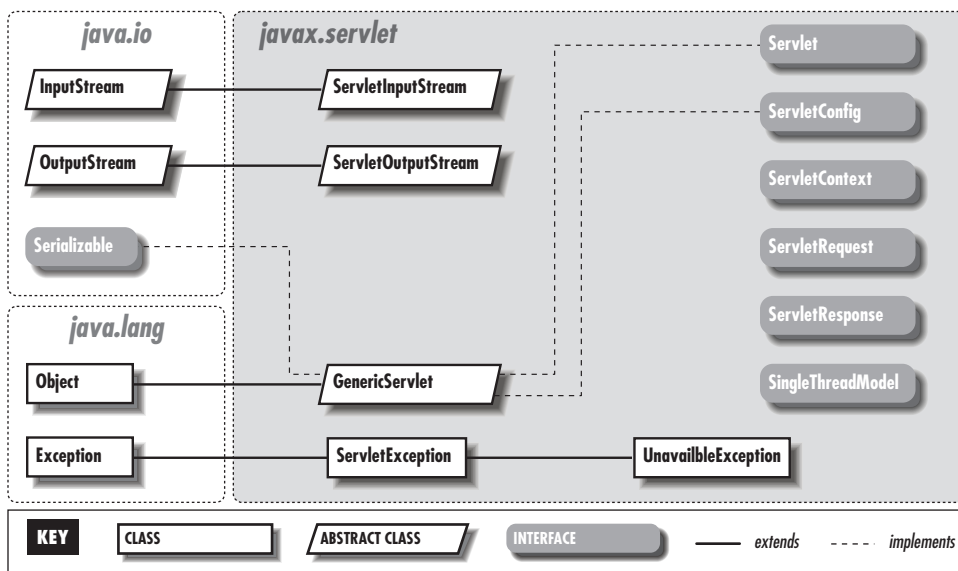 java.io
javax.servlet
InputStream
ServletInputStream
Servlet
OutputStream
ServletOutputStream
ServletConfig
ServletContext
Serializable
ServletRequest
java.lang
ServletResponse
Object
GenericServlet
SingleThreadModel
Exception
ServletException
UnavailbleException
KEY
CLASS
ABSTRACT CLASS
INTERFACE
extends
implements